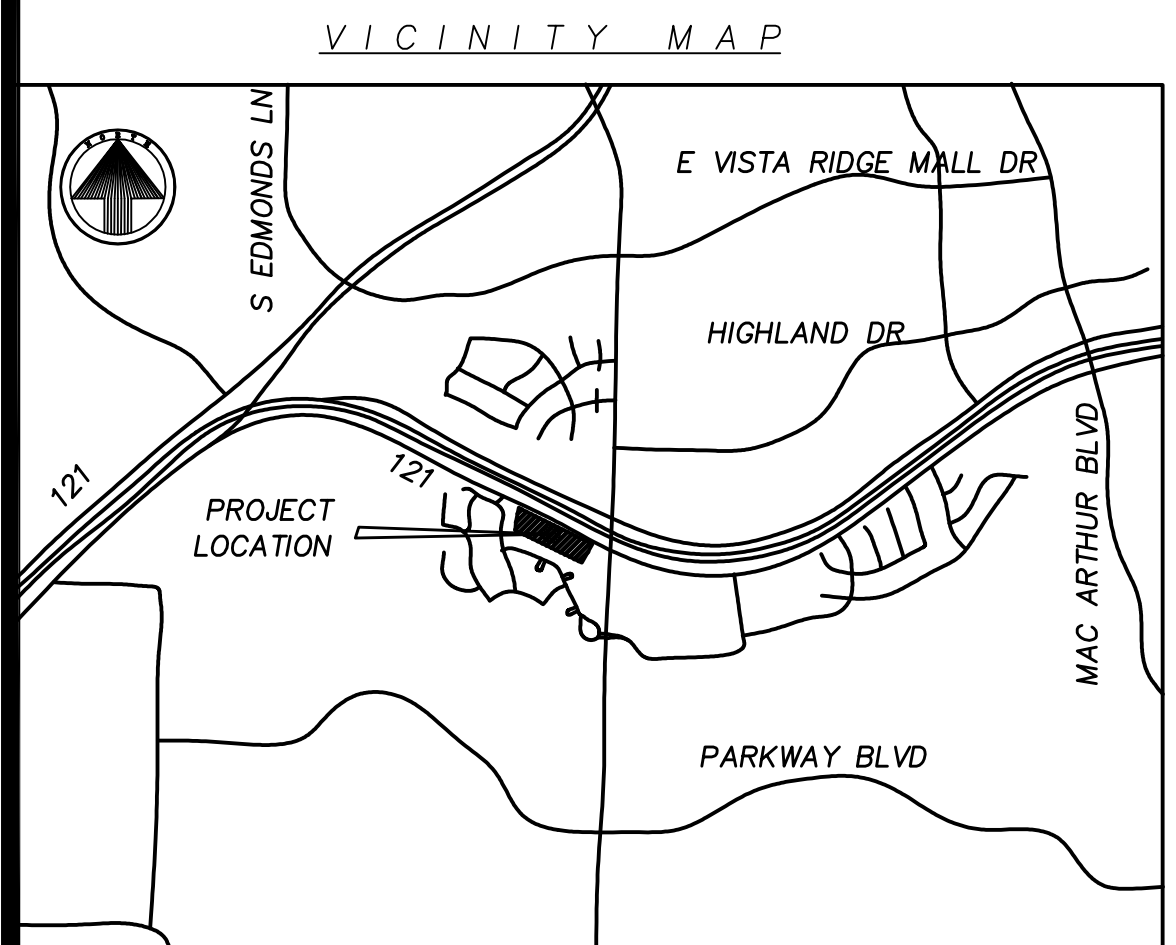 VICINITY MAP
NORTH
S EDMONDS LN
E VISTA RIDGE MALL DR
HIGHLAND DR
121
121
PROJECT
LOCATION
MAC ARTHUR BLVD
PARKWAY BLVD